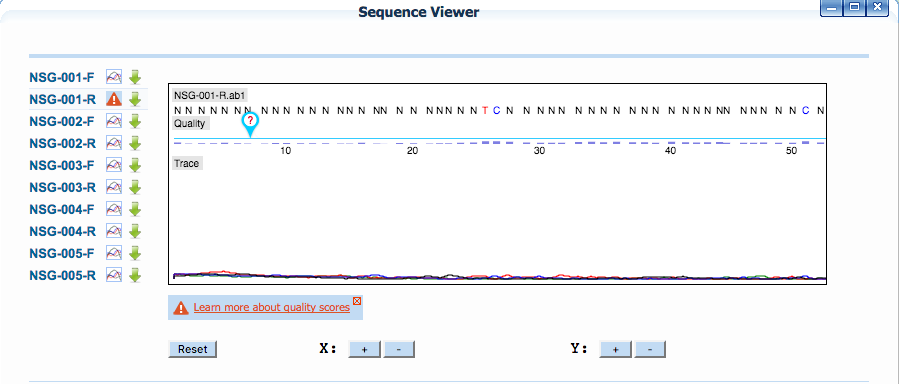 Sequence Viewer
NSG-001-F
NSG-001-R
NSG-002-F
NSG-002-R
NSG-003-F
NSG-003-R
NSG-004-F
NSG-004-R
NSG-005-F
NSG-005-R
NSG-001-R.ab1
N N N N N N N N N N N N N N N N N N N N N N N N N T C N N N N N N N N N N N N N N N N N N N N N N N C N
?
Quality
10 20 30 40 50
Trace
Learn more about quality scores
Reset X: + - Y: + -